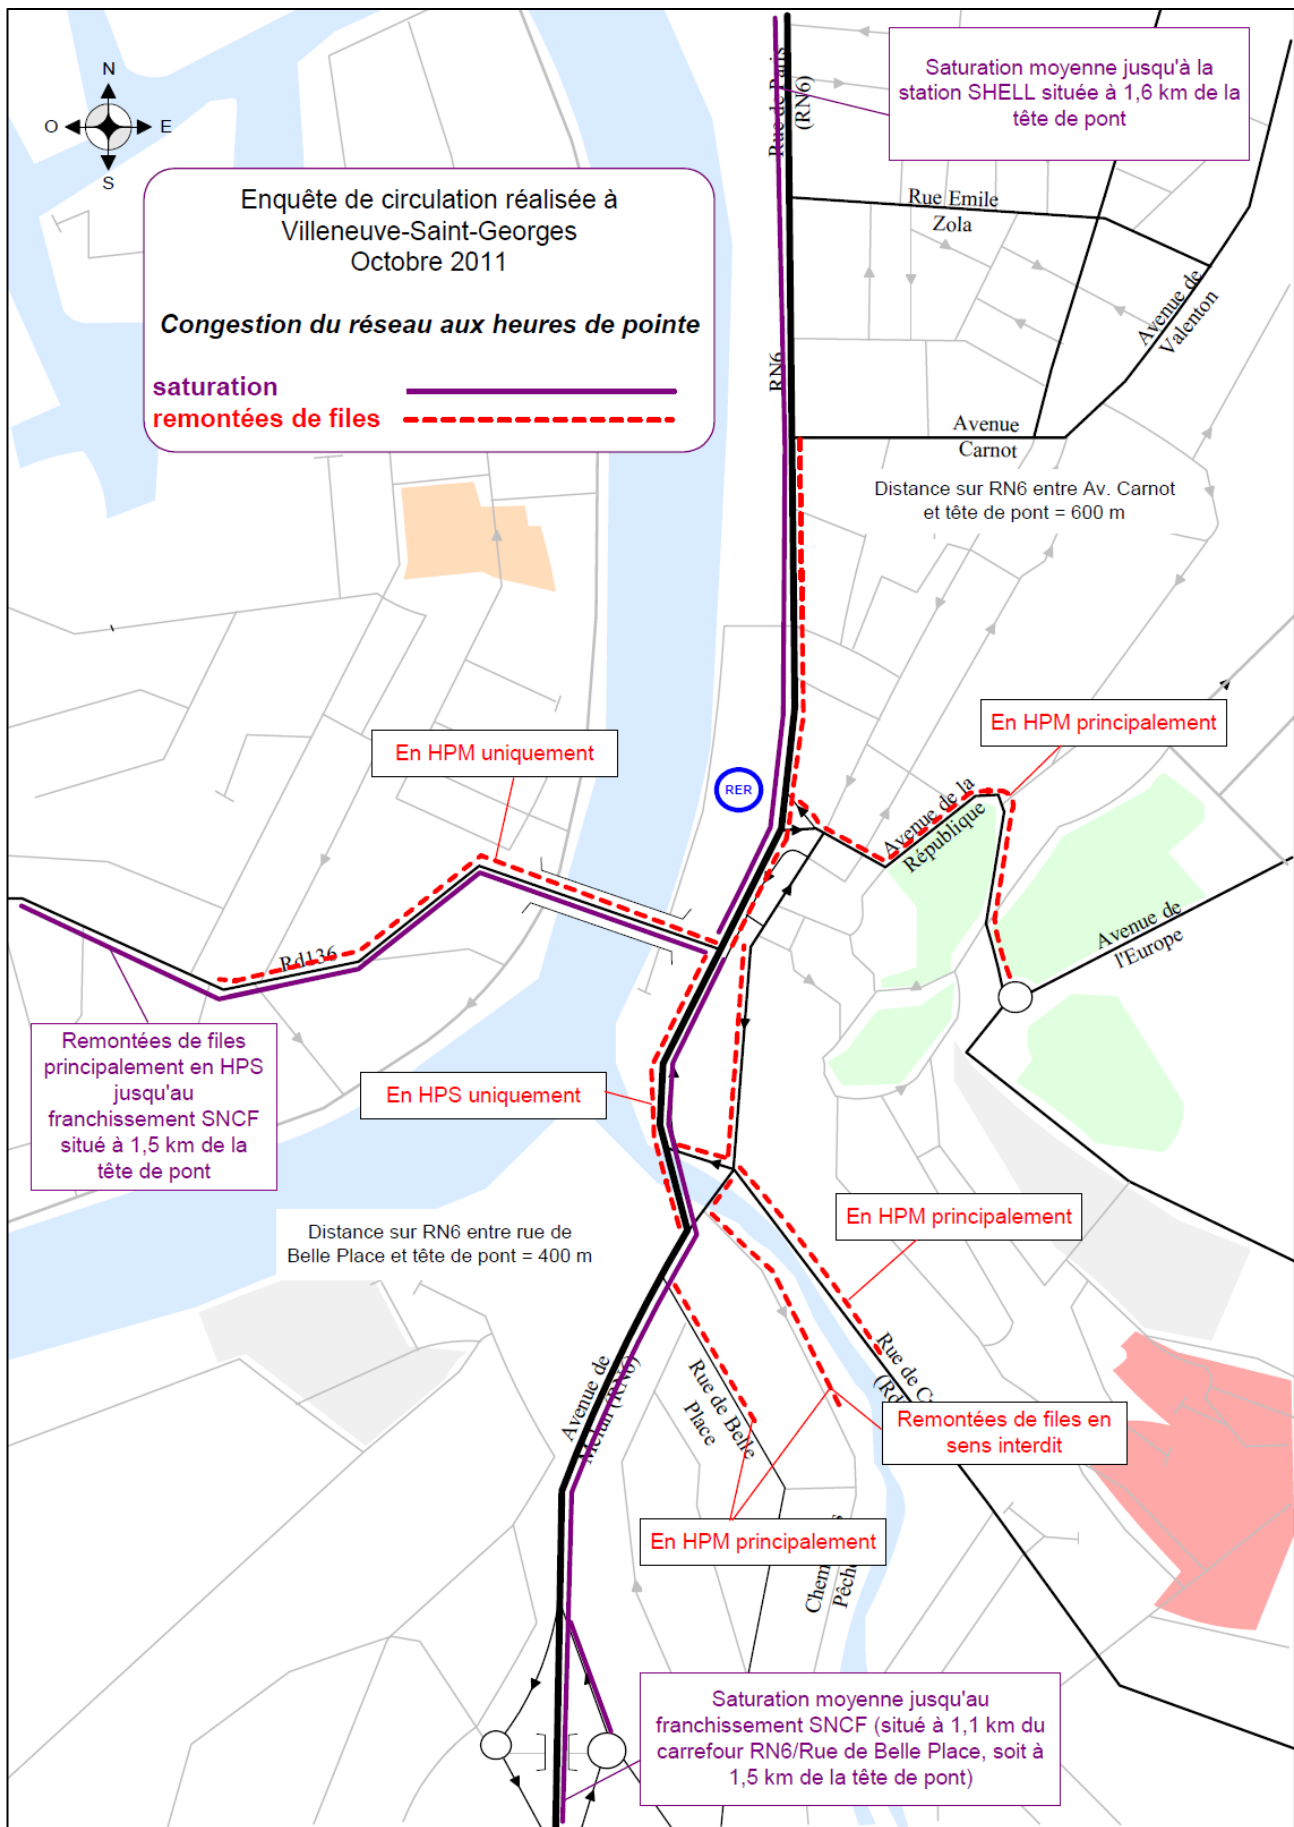 N
O
E
S
Enquête de circulation réalisée à
Villeneuve-Saint-Georges
Octobre 2011
Congestion du réseau aux heures de pointe
saturation
remontées de files
Rue de Paris
(RN6)
Saturation moyenne jusqu'à la
station SHELL située à 1,6 km de la
tête de pont
Rue Emile
Zola
Avenue de
Valenton
RN6
Avenue
Carnot
Distance sur RN6 entre Av. Carnot
et tête de pont = 600 m
En HPM principalement
En HPM uniquement
RER
Avenue de la
République
Avenue de
l'Europe
Rd136
Remontées de files
principalement en HPS
jusqu'au
franchissement SNCF
situé à 1,5 km de la
tête de pont
En HPS uniquement
En HPM principalement
Distance sur RN6 entre rue de
Belle Place et tête de pont = 400 m
Avenue de
Melun (RN6)
Rue de Belle
Place
Rue de
(Rd
Remontées de files en
sens interdit
En HPM principalement
Saturation moyenne jusqu'au
franchissement SNCF (situé à 1,1 km du
carrefour RN6/Rue de Belle Place, soit à
1,5 km de la tête de pont)